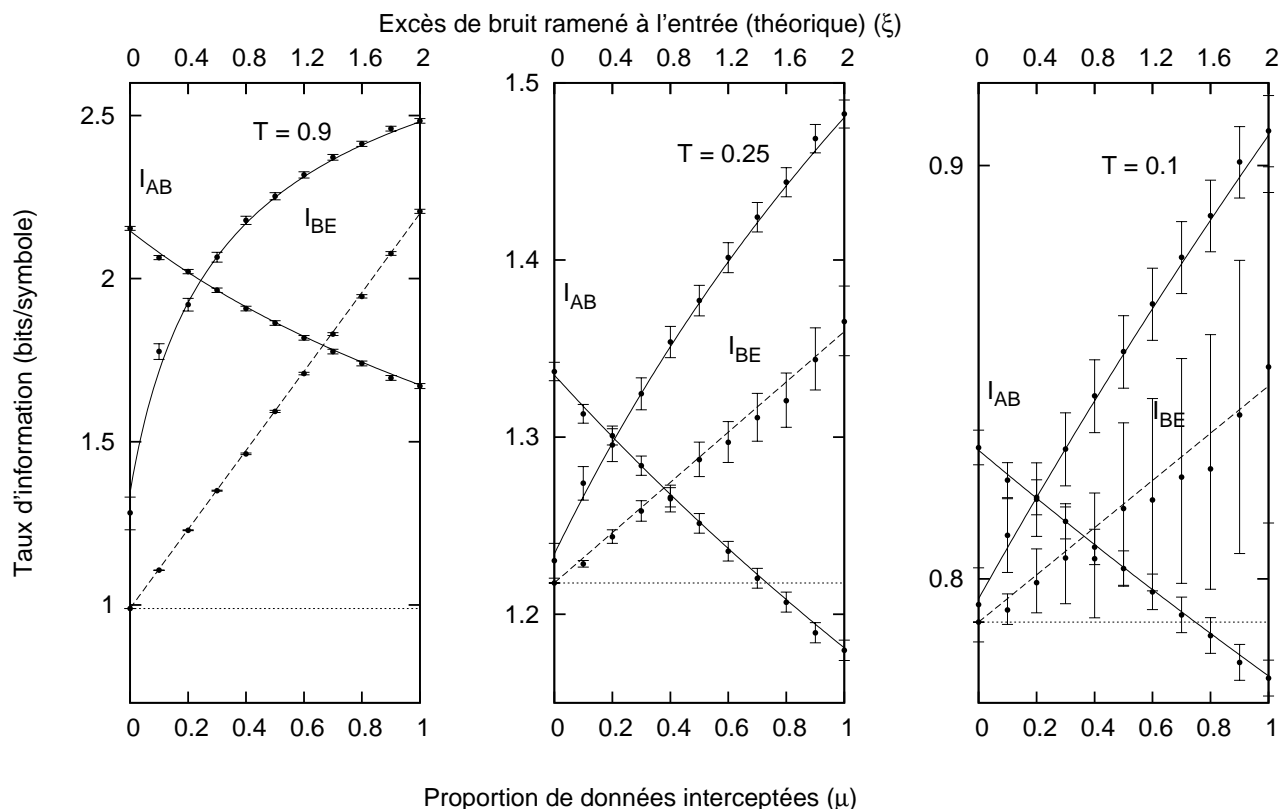 Excès de bruit ramené à l'entrée (théorique) (ξ)
0 0.4 0.8 1.2 1.6 2
0 0.4 0.8 1.2 1.6 2
0 0.4 0.8 1.2 1.6 2
Taux d'information (bits/symbole)
2.5
2
1.5
1
T = 0.9
I_AB
I_BE
0 0.2 0.4 0.6 0.8 1
1.5
1.4
1.3
1.2
T = 0.25
I_AB
I_BE
0 0.2 0.4 0.6 0.8 1
0.9
0.8
T = 0.1
I_AB
I_BE
0 0.2 0.4 0.6 0.8 1
Proportion de données interceptées (μ)